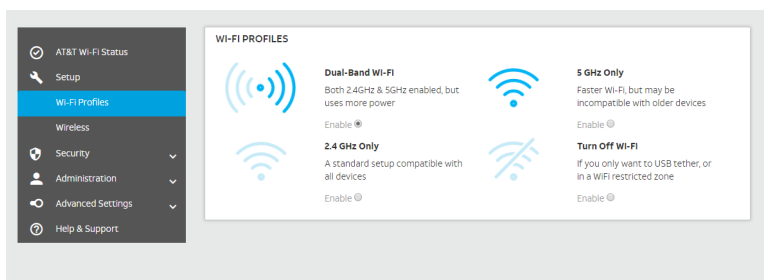 AT&T Wi-Fi Status
Setup
Wi-Fi Profiles
Wireless
Security
Administration
Advanced Settings
Help & Support
WI-FI PROFILES
Dual-Band Wi-Fi
Both 2.4GHz & 5GHz enabled, but
uses more power
Enable
5 GHz Only
Faster Wi-Fi, but may be
incompatible with older devices
Enable
2.4 GHz Only
A standard setup compatible with
all devices
Enable
Turn Off Wi-Fi
If you only want to USB tether, or
in a WiFi restricted zone
Enable